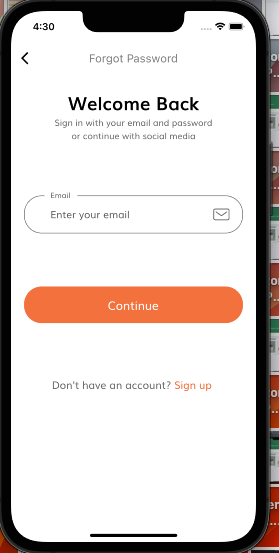 4:30
Forgot Password
Welcome Back
Sign in with your email and password
or continue with social media
Email
Enter your email
Continue
Don't have an account? Sign up